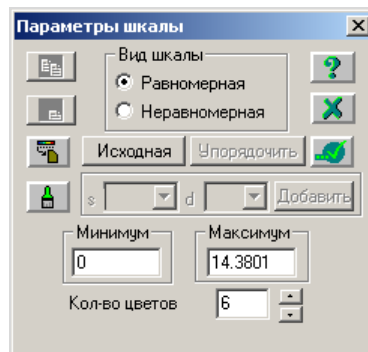 Параметры шкалы
Вид шкалы
Равномерная
Неравномерная
Исходная Упорядочить
s d Добавить
Минимум Максимум
0 14.3801
Кол-во цветов 6